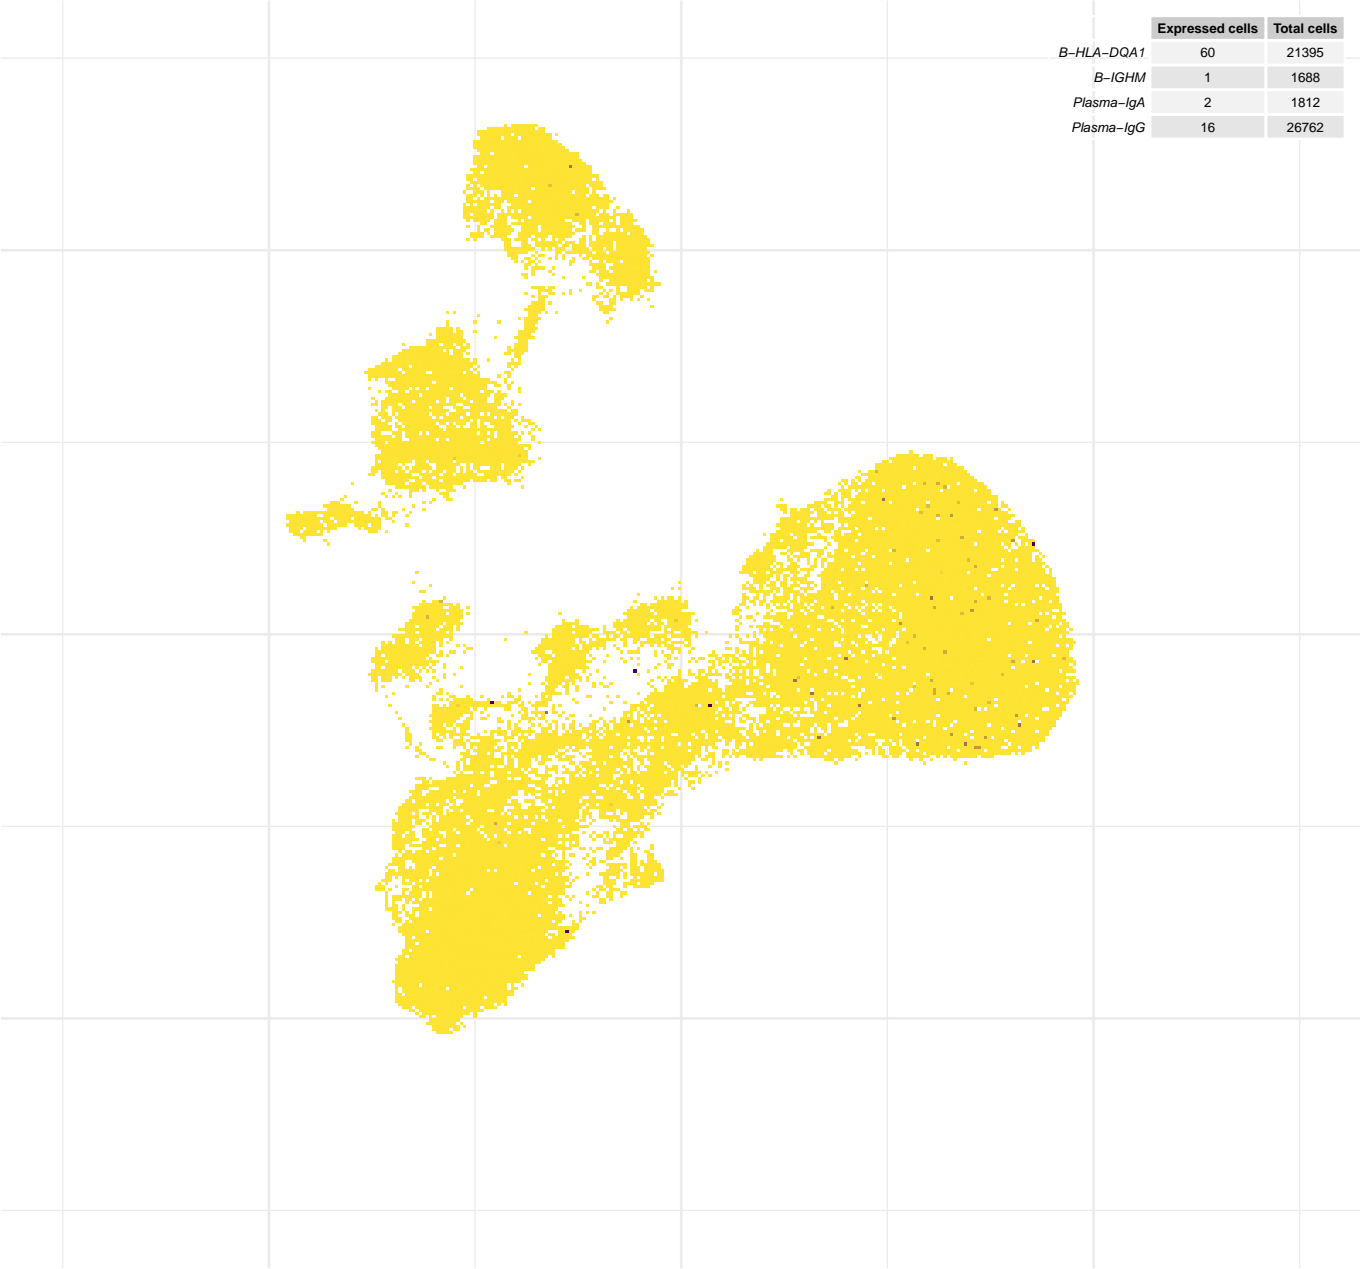 Expressed cells Total cells
B−HLA−DQA1 60 21395
B−IGHM 1 1688
Plasma−IgA 2 1812
Plasma−IgG 16 26762